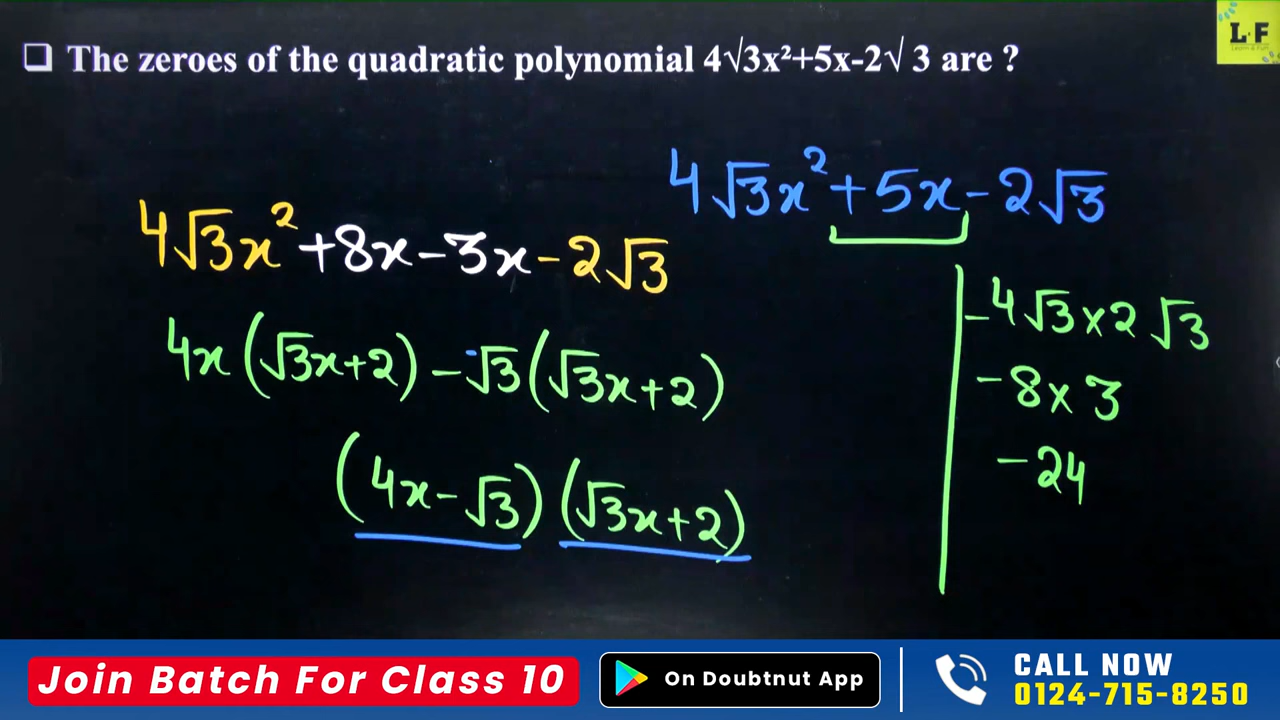 ❑ The zeroes of the quadratic polynomial 4√3x²+5x-2√ 3 are ?
L.F
4√3x²+5x-2√3
4√3x²+8x-3x-2√3
4x(√3x+2)-√3(√3x+2)
(4x-√3)(√3x+2)
-4√3×2√3
-8×3
-24
Join Batch For Class 10
On Doubtnut App
CALL NOW
0124-715-8250